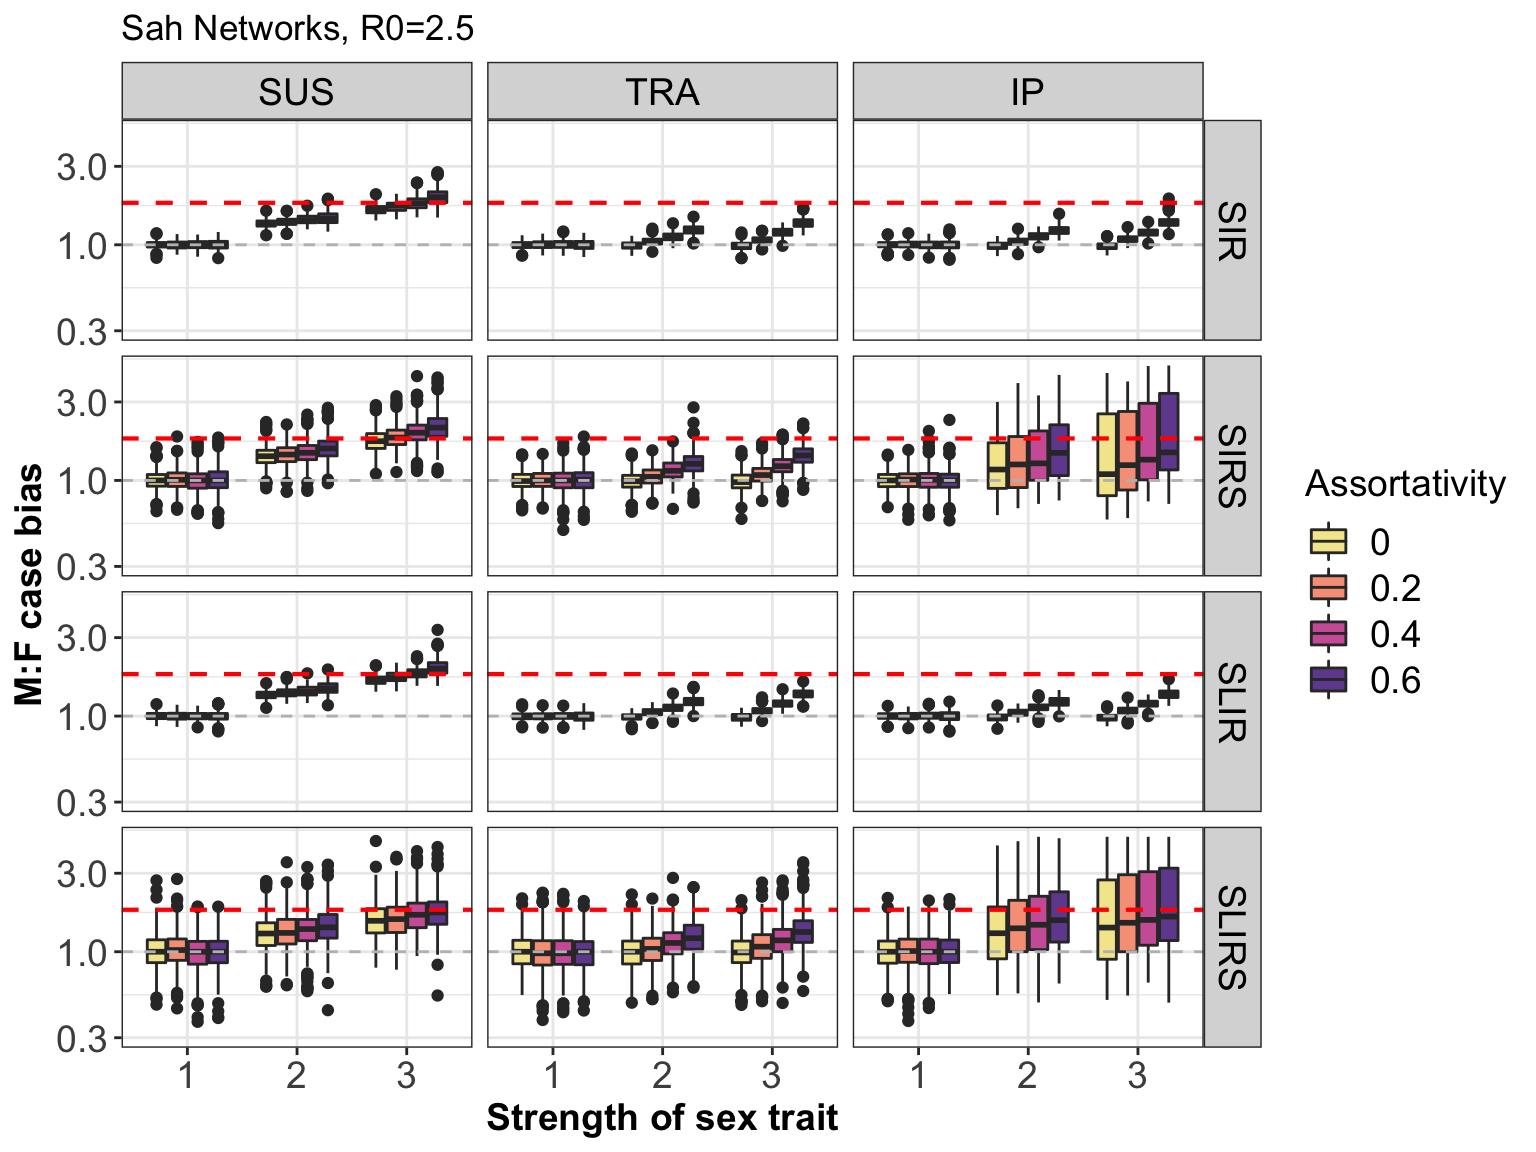 Sah Networks, R0=2.5
SUS TRA IP
3.0
1.0
0.3
SIR
3.0
1.0
0.3
SIRS
3.0
1.0
0.3
SLIR
3.0
1.0
0.3
SLIRS
M:F case bias
1 2 3 1 2 3 1 2 3
Strength of sex trait
Assortativity
0
0.2
0.4
0.6